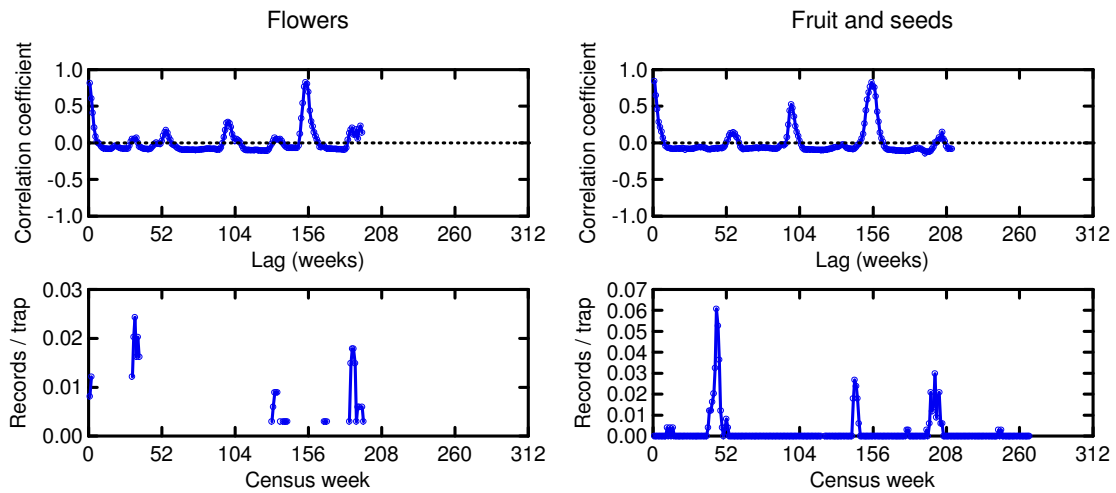 Flowers
Fruit and seeds
Correlation coefficient
1.0
0.5
0.0
-0.5
-1.0
0 52 104 156 208 260 312
Lag (weeks)
Correlation coefficient
1.0
0.5
0.0
-0.5
-1.0
0 52 104 156 208 260 312
Lag (weeks)
Records / trap
0.03
0.02
0.01
0.00
0 52 104 156 208 260 312
Census week
Records / trap
0.07
0.06
0.05
0.04
0.03
0.02
0.01
0.00
0 52 104 156 208 260 312
Census week